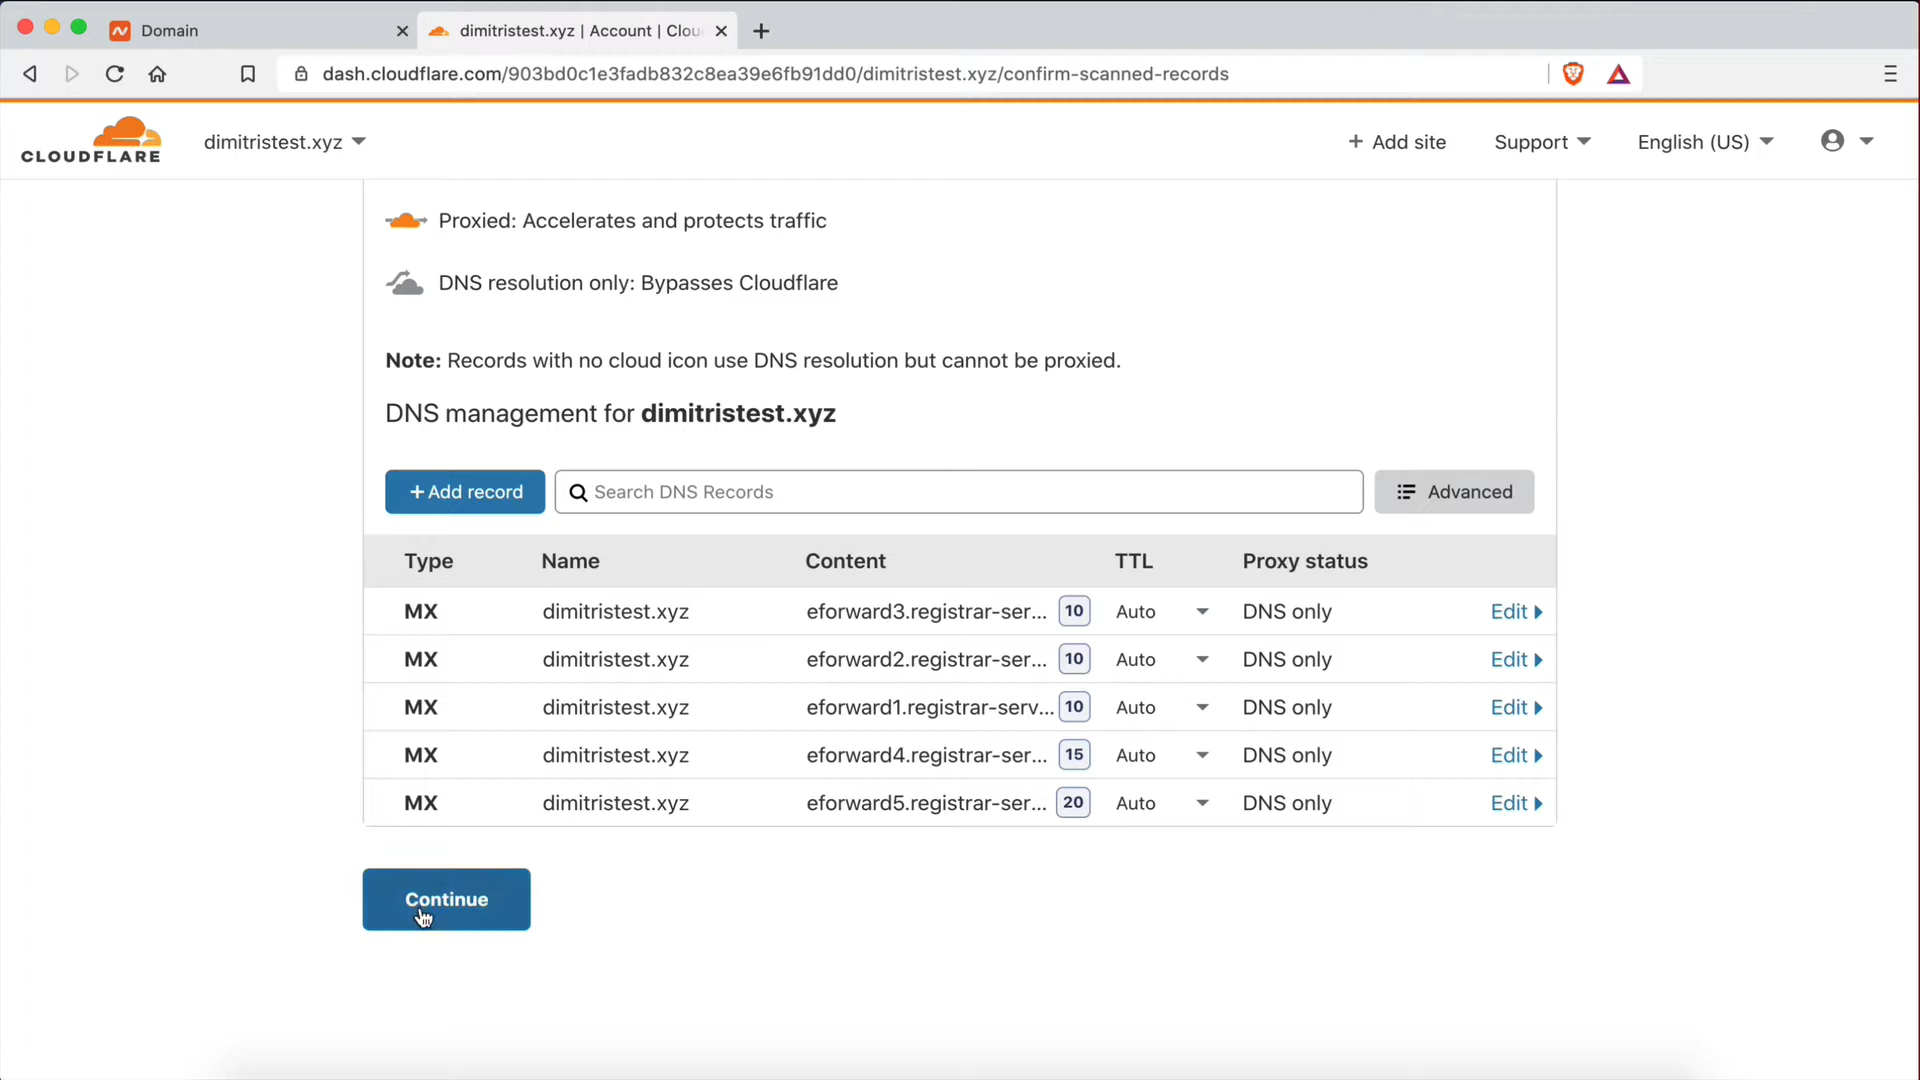 Domain
dimitristest.xyz | Account | Clou
dash.cloudflare.com/903bd0c1e3fadb832c8ea39e6fb91dd0/dimitristest.xyz/confirm-scanned-records
CLOUDFLARE
dimitristest.xyz
+ Add site
Support
English (US)
Proxied: Accelerates and protects traffic
DNS resolution only: Bypasses Cloudflare
Note: Records with no cloud icon use DNS resolution but cannot be proxied.
DNS management for dimitristest.xyz
+ Add record
Search DNS Records
Advanced
Type Name Content TTL Proxy status
MX dimitristest.xyz eforward3.registrar-ser... 10 Auto DNS only Edit
MX dimitristest.xyz eforward2.registrar-ser... 10 Auto DNS only Edit
MX dimitristest.xyz eforward1.registrar-serv... 10 Auto DNS only Edit
MX dimitristest.xyz eforward4.registrar-ser... 15 Auto DNS only Edit
MX dimitristest.xyz eforward5.registrar-ser... 20 Auto DNS only Edit
Continue